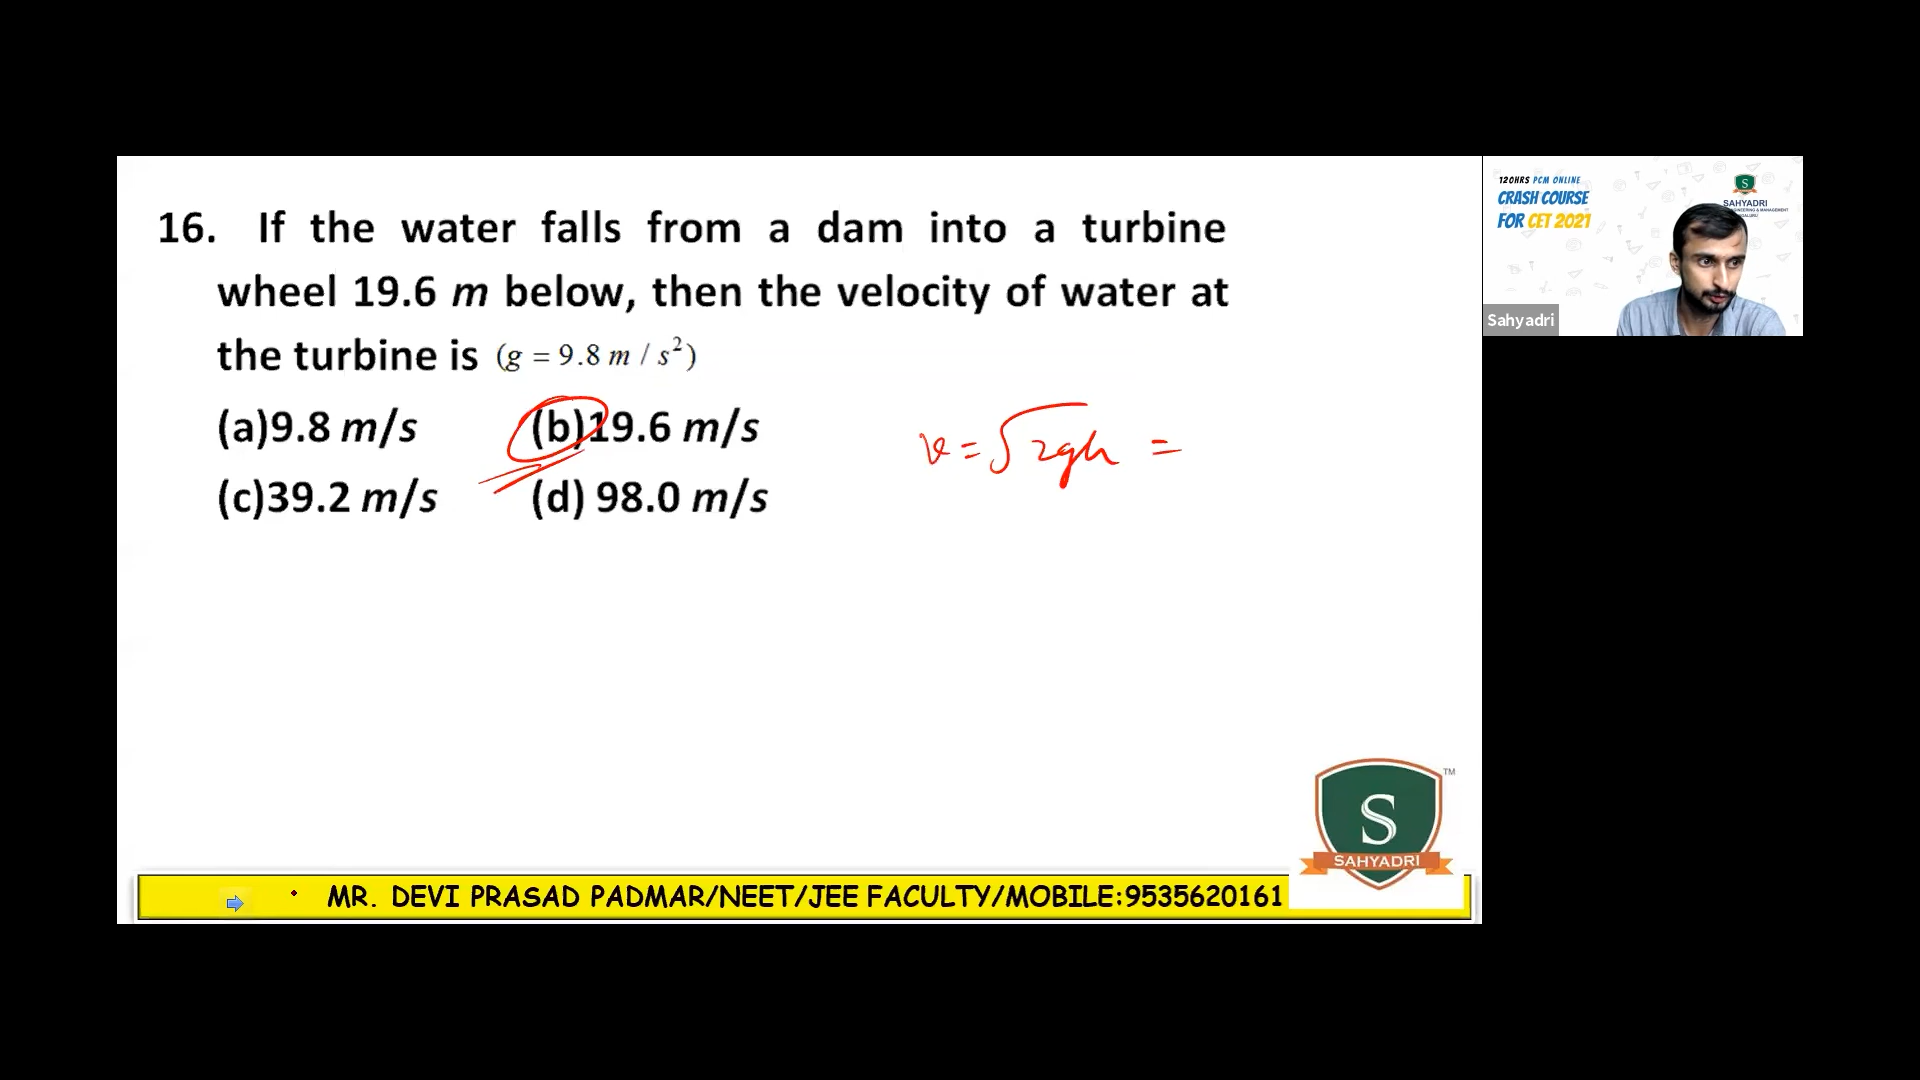 16. If the water falls from a dam into a turbine
wheel 19.6 m below, then the velocity of water at
the turbine is (g = 9.8 m / s²)
(a)9.8 m/s (b)19.6 m/s
(c)39.2 m/s (d) 98.0 m/s
v = √2gh =
120HRS PCM ONLINE
CRASH COURSE
FOR CET 2021
S
SAHYADRI
Sahyadri
S
TM
SAHYADRI
• MR. DEVI PRASAD PADMAR/NEET/JEE FACULTY/MOBILE:9535620161